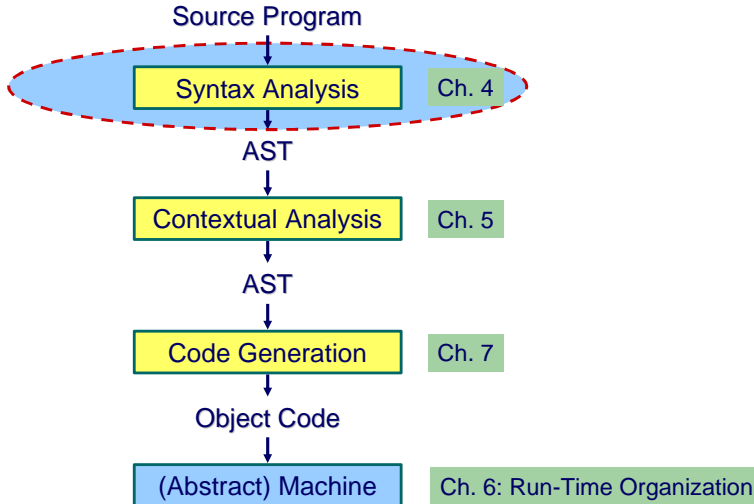 Source Program
Syntax Analysis
Ch. 4
AST
Contextual Analysis
Ch. 5
AST
Code Generation
Ch. 7
Object Code
(Abstract) Machine
Ch. 6: Run-Time Organization